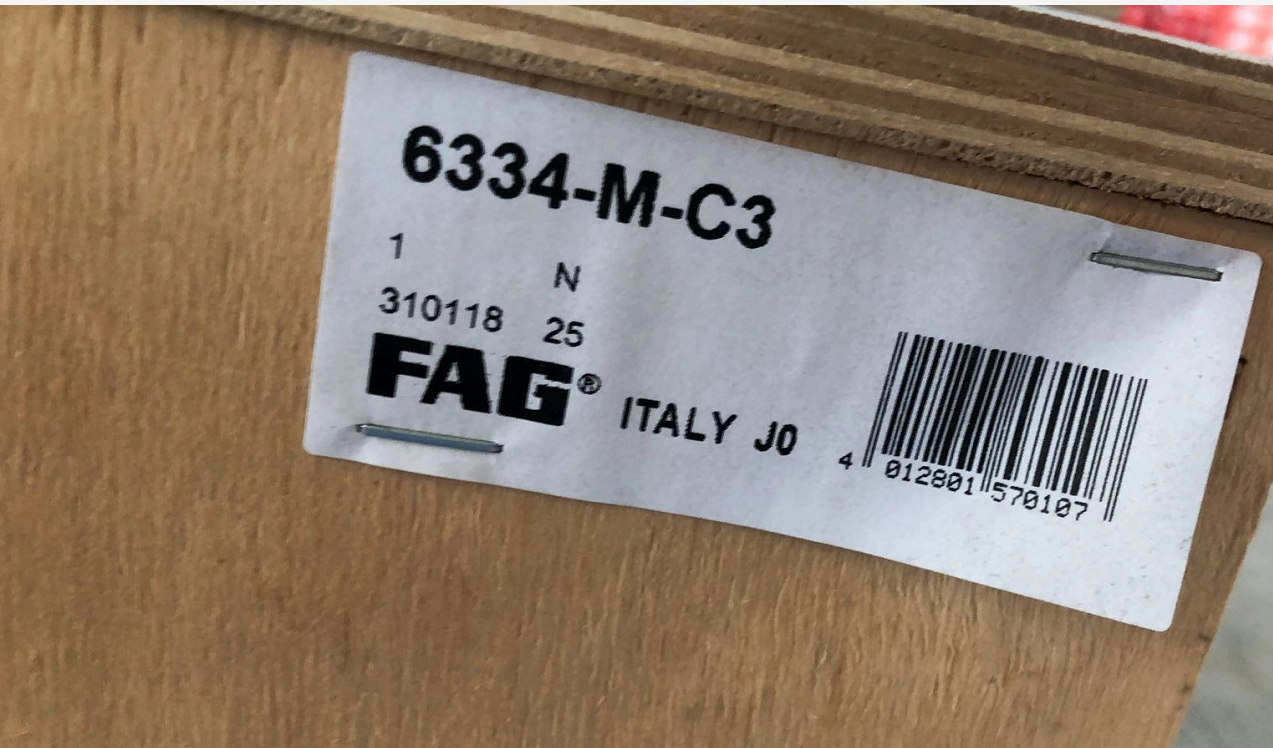 6334-M-C3
1
N
310118 25
FAG® ITALY J0
4 012801 570107